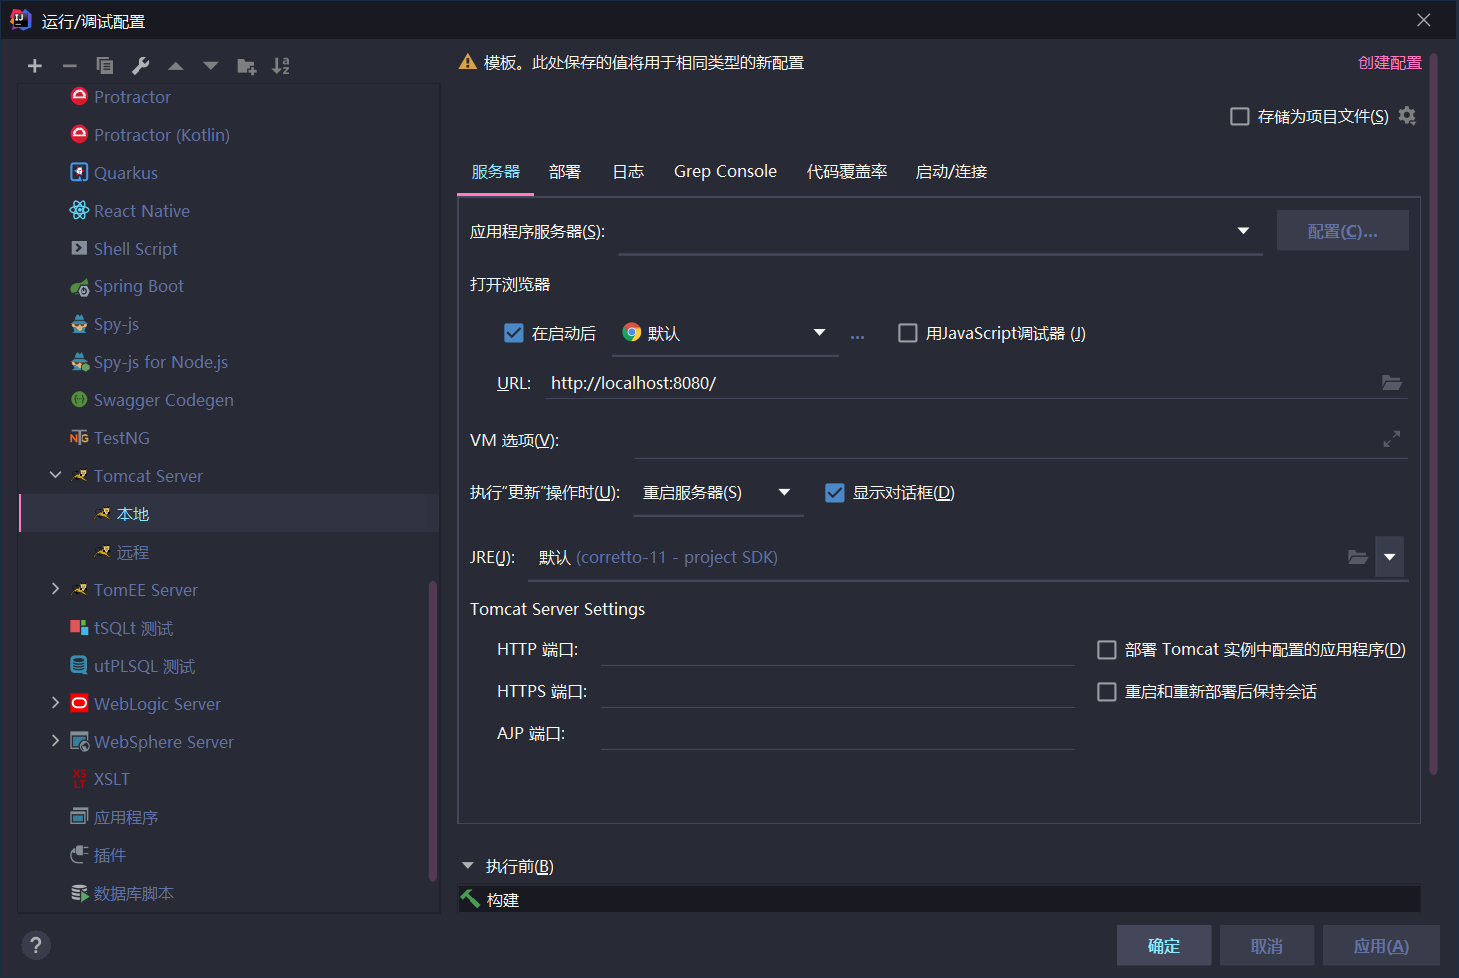 运行/调试配置
Protractor
Protractor (Kotlin)
Quarkus
React Native
Shell Script
Spring Boot
Spy-js
Spy-js for Node.js
Swagger Codegen
TestNG
Tomcat Server
本地
远程
TomEE Server
tSQLt 测试
utPLSQL 测试
WebLogic Server
WebSphere Server
XSLT
应用程序
插件
数据库脚本
模板。此处保存的值将用于相同类型的新配置
创建配置
存储为项目文件(S)
服务器 部署 日志 Grep Console 代码覆盖率 启动/连接
应用程序服务器(S): 配置(C)...
打开浏览器
在启动后 默认 ... 用JavaScript调试器 (J)
URL: http://localhost:8080/
VM 选项(V):
执行"更新"操作时(U): 重启服务器(S) 显示对话框(D)
JRE(J): 默认 (corretto-11 - project SDK)
Tomcat Server Settings
HTTP 端口: 部署 Tomcat 实例中配置的应用程序(D)
HTTPS 端口: 重启和重新部署后保持会话
AJP 端口:
执行前(B)
构建
? 确定 取消 应用(A)